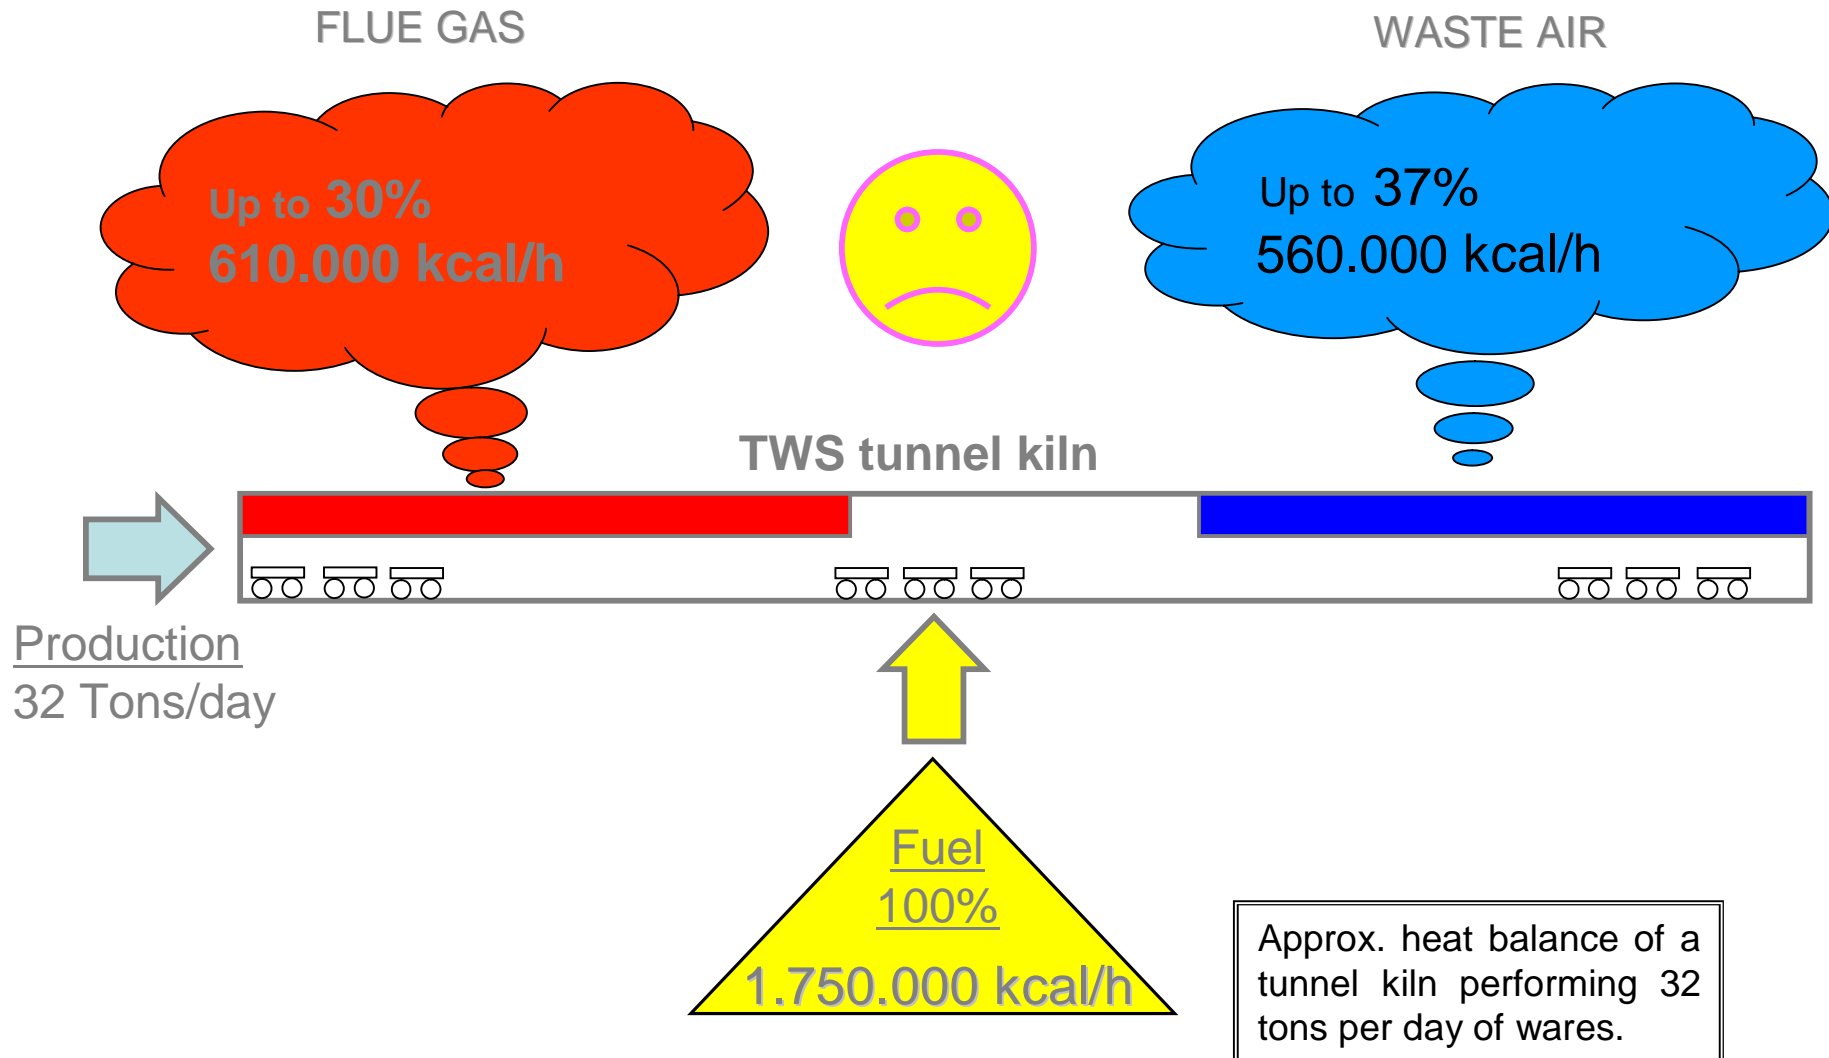 FLUE GAS
WASTE AIR
Up to 30%
610.000 kcal/h
Up to 37%
560.000 kcal/h
TWS tunnel kiln
Production
32 Tons/day
Fuel
100%
1.750.000 kcal/h
Approx. heat balance of a
tunnel kiln performing 32
tons per day of wares.